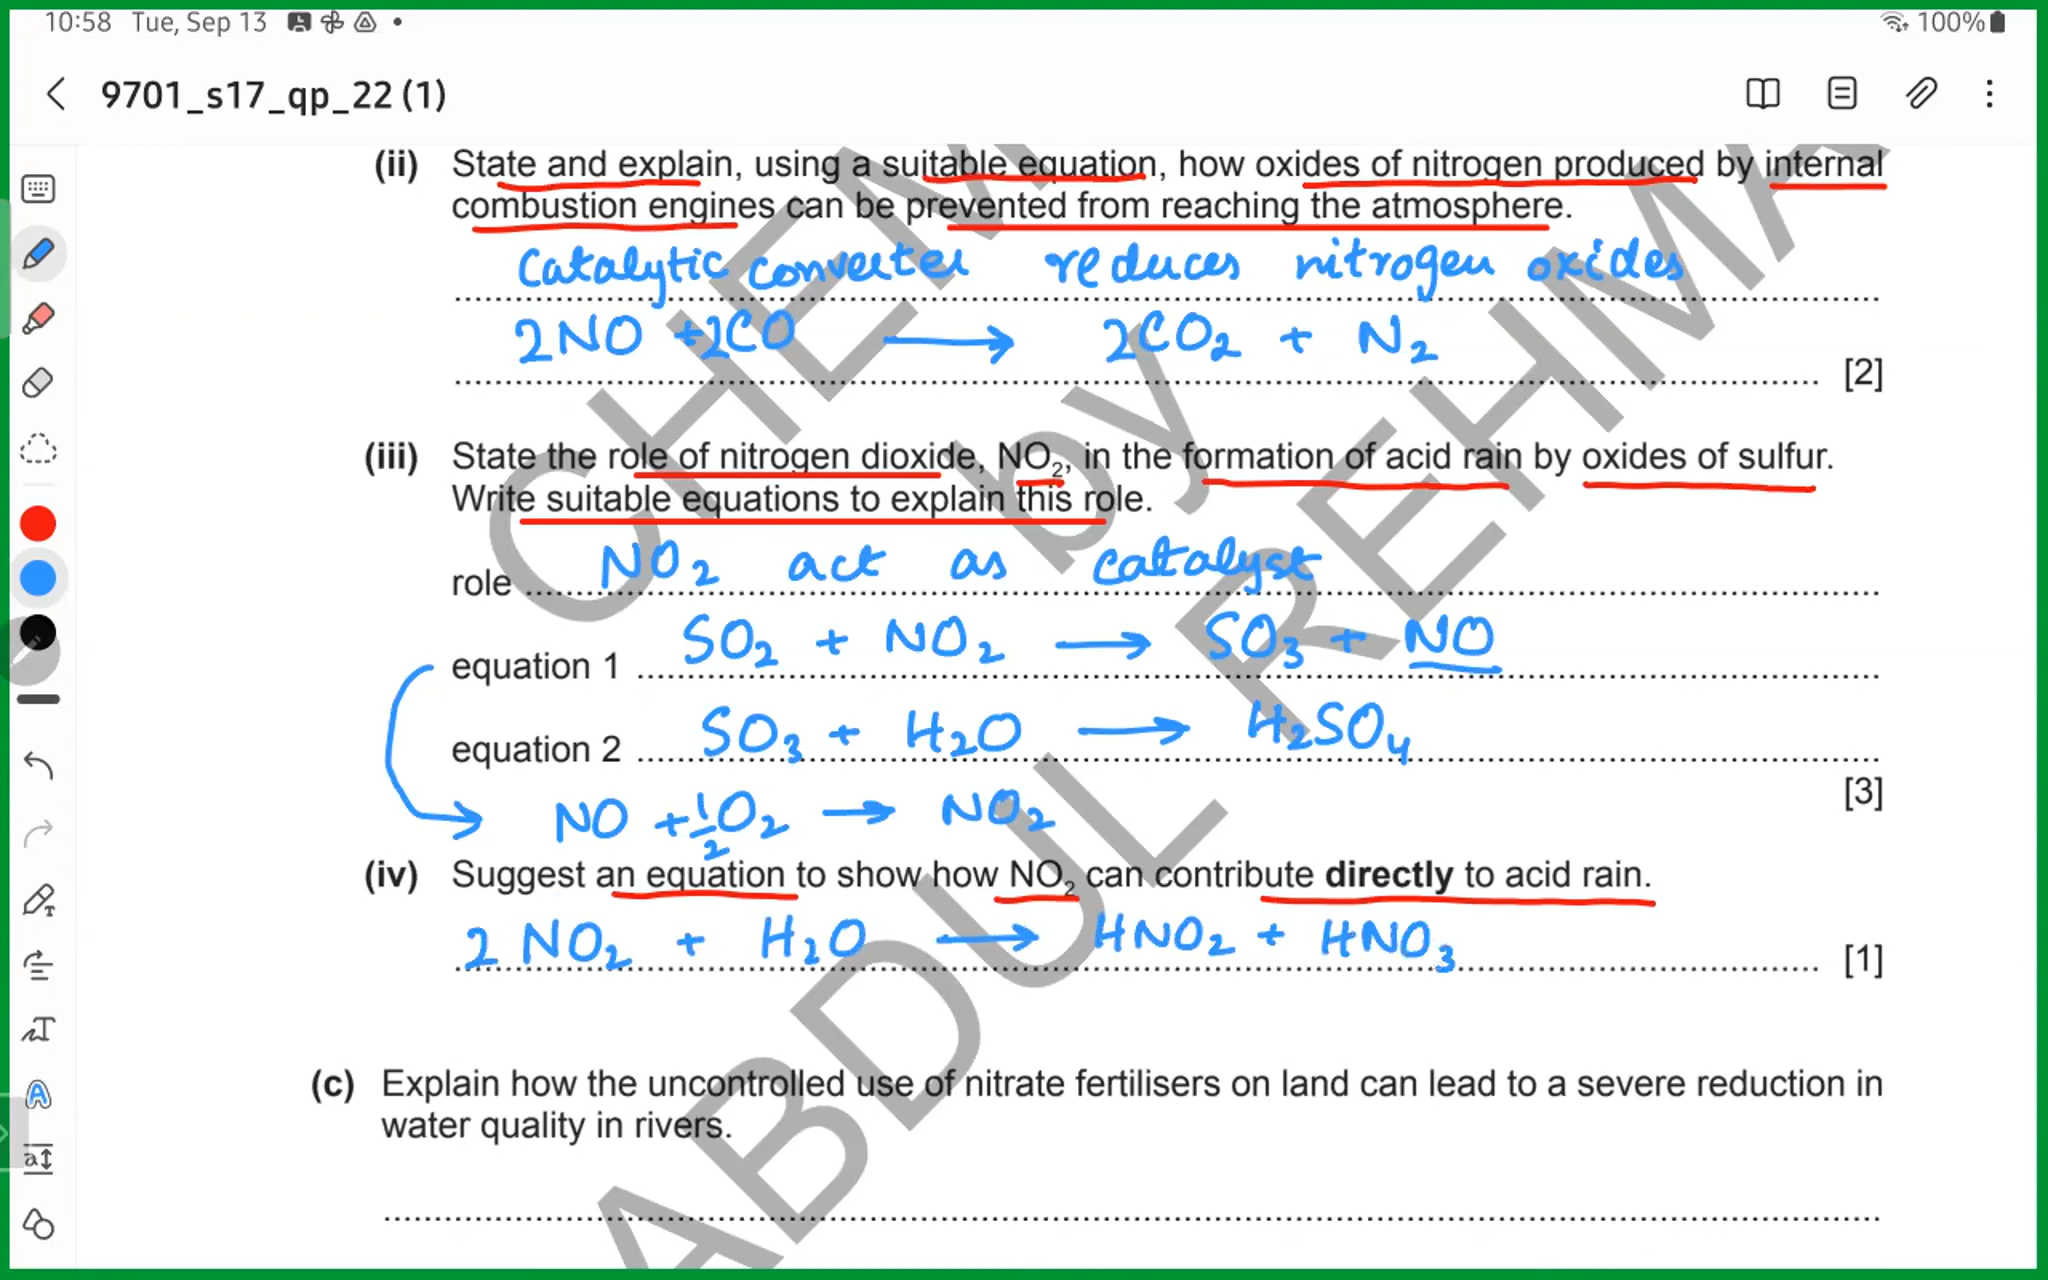 10:58 Tue, Sep 13
100%
9701_s17_qp_22 (1)
(ii) State and explain, using a suitable equation, how oxides of nitrogen produced by internal
combustion engines can be prevented from reaching the atmosphere.
Catalytic converter reduces nitrogen oxides
2NO +2CO → 2CO₂ + N₂
[2]
(iii) State the role of nitrogen dioxide, NO₂, in the formation of acid rain by oxides of sulfur.
Write suitable equations to explain this role.
role NO₂ act as catalyst
equation 1 SO₂ + NO₂ → SO₃ + NO
equation 2 SO₃ + H₂O → H₂SO₄
[3]
NO + ½O₂ → NO₂
(iv) Suggest an equation to show how NO₂ can contribute directly to acid rain.
2 NO₂ + H₂O → HNO₂ + HNO₃ [1]
(c) Explain how the uncontrolled use of nitrate fertilisers on land can lead to a severe reduction in
water quality in rivers.
CHEM
by
ABDUL REHMA